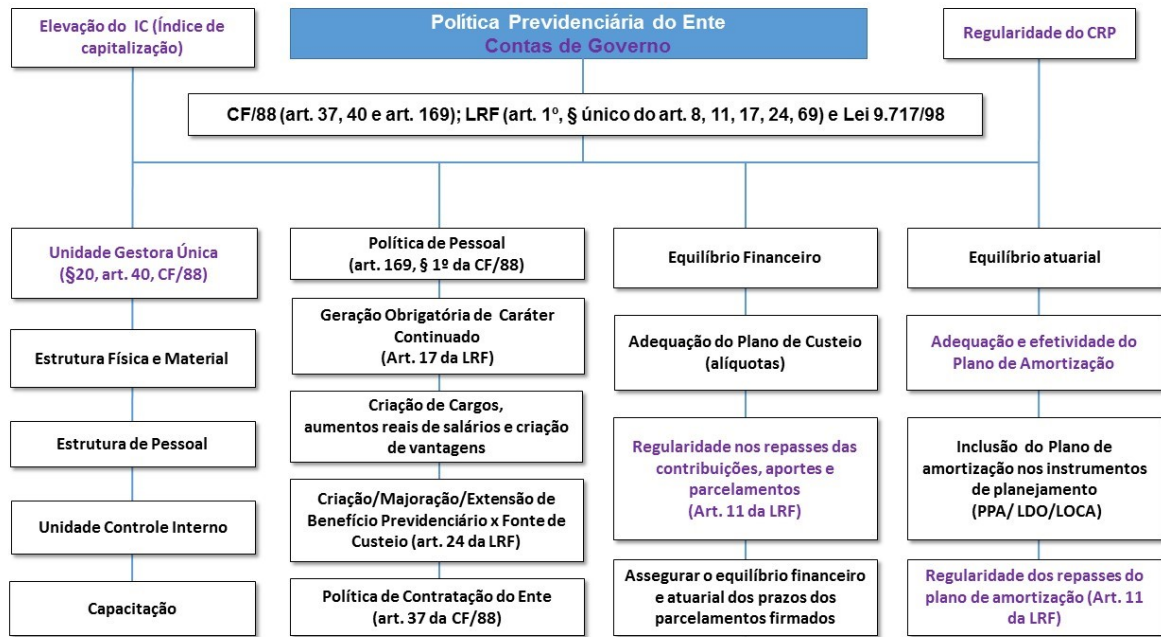 Elevação do IC (Índice de
capitalização)
Política Previdenciária do Ente
Contas de Governo
Regularidade do CRP
CF/88 (art. 37, 40 e art. 169); LRF (art. 1º, § único do art. 8, 11, 17, 24, 69) e Lei 9.717/98
Unidade Gestora Única
(§20, art. 40, CF/88)
Estrutura Física e Material
Estrutura de Pessoal
Unidade Controle Interno
Capacitação
Política de Pessoal
(art. 169, § 1º da CF/88)
Geração Obrigatória de Caráter
Continuado
(Art. 17 da LRF)
Criação de Cargos,
aumentos reais de salários e criação
de vantagens
Criação/Majoração/Extensão de
Benefício Previdenciário x Fonte de
Custeio (art. 24 da LRF)
Política de Contratação do Ente
(art. 37 da CF/88)
Equilíbrio Financeiro
Adequação do Plano de Custeio
(alíquotas)
Regularidade nos repasses das
contribuições, aportes e
parcelamentos
(Art. 11 da LRF)
Assegurar o equilíbrio financeiro
e atuarial dos prazos dos
parcelamentos firmados
Equilíbrio atuarial
Adequação e efetividade do
Plano de Amortização
Inclusão do Plano de
amortização nos instrumentos
de planejamento
(PPA/ LDO/LOCA)
Regularidade dos repasses do
plano de amortização (Art. 11
da LRF)